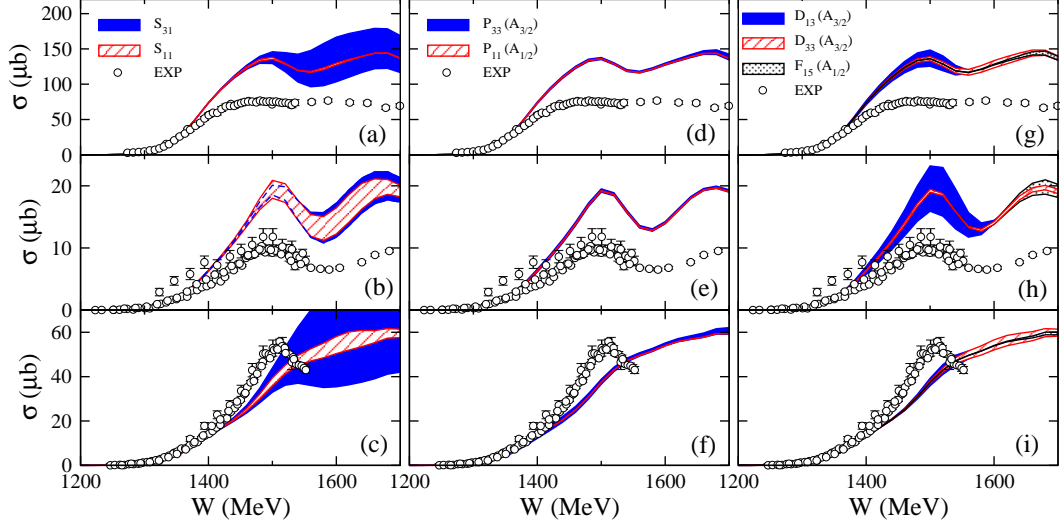 200
150
100
50
0
σ (μb)
S31
S11
EXP
(a)
P33 (A3/2)
P11 (A1/2)
EXP
(d)
D13 (A3/2)
D33 (A3/2)
F15 (A1/2)
EXP
(g)
20
10
0
σ (μb)
(b)
(e)
(h)
60
40
20
0
σ (μb)
(c)
(f)
(i)
1200 1400 1600 1200 1400 1600 1200 1400 1600
W (MeV) W (MeV) W (MeV)